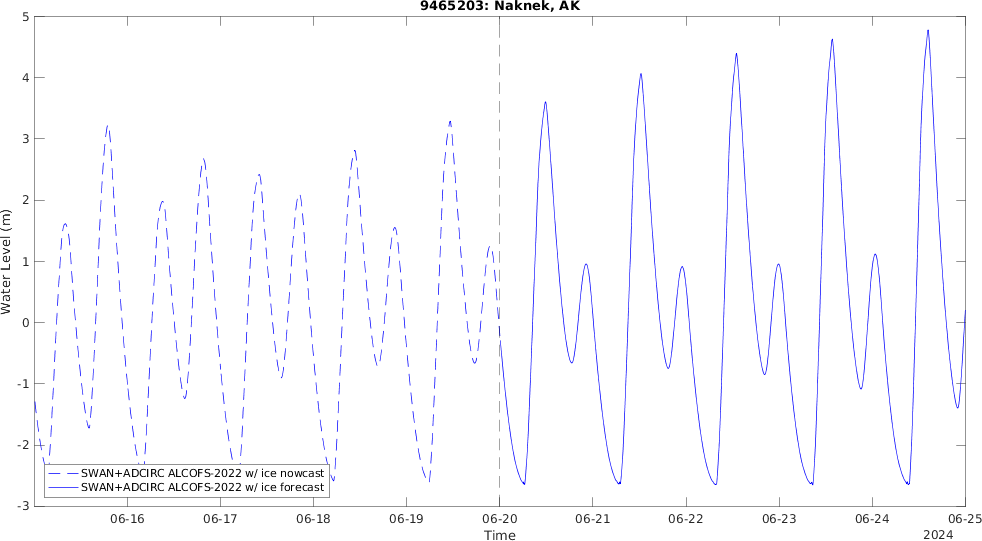 9465203: Naknek, AK
5
4
3
2
1
0
-1
-2
-3
Water Level (m)
SWAN+ADCIRC ALCOFS-2022 w/ ice nowcast
SWAN+ADCIRC ALCOFS-2022 w/ ice forecast
06-16 06-17 06-18 06-19 06-20 06-21 06-22 06-23 06-24 06-25
Time
2024